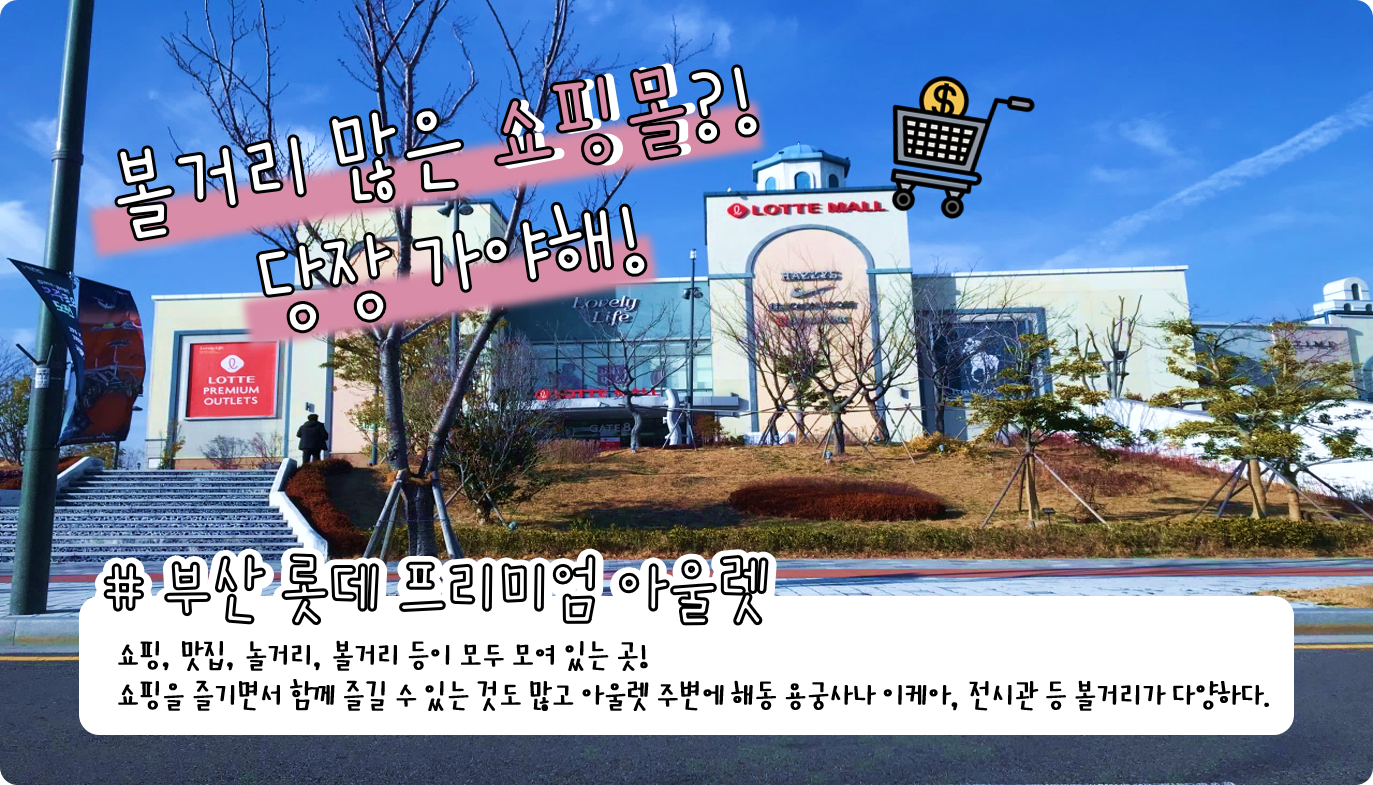 볼거리 많은 쇼핑몰?!
당장 가야해!
$
LOTTE MALL
HAZZYS
Lovely
Life
LOTTE
PREMIUM
OUTLETS
LOTTE MALL
GATE 8
# 부산 롯데 프리미엄 아울렛
쇼핑, 맛집, 놀거리, 볼거리 등이 모두 모여 있는 곳!
쇼핑을 즐기면서 함께 즐길 수 있는 것도 많고 아울렛 주변에 해동 용궁사나 이케아, 전시관 등 볼거리가 다양하다.